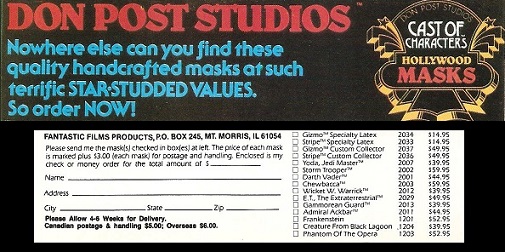 DON POST STUDIOS™
Nowhere else can you find these
quality handcrafted masks at such
terrific STAR-STUDDED VALUES.
So order NOW!
DON POST STUDIOS
CAST OF
CHARACTERS
HOLLYWOOD
MASKS
FANTASTIC FILMS PRODUCTS, P.O. BOX 245, MT. MORRIS, IL 61054
Please send me the mask(s) checked in box(es) at left. The price of each mask
is marked plus $3.00 (each mask) for postage and handling. Enclosed is my
check or money order for the total amount of $
Name
Address
City State Zip
Please Allow 4-6 Weeks for Delivery.
Canadian postage & handling $5.00; Overseas $6.00.
Gizmo™ Specialty Latex 2034 $14.95
Stripe™ Specialty Latex 2033 $14.95
Gizmo™ Custom Collector 2037 $49.95
Stripe™ Custom Collector 2036 $49.95
Yoda, Jedi Master™ 2007 $39.95
Storm Trooper™ 2002 $59.95
Darth Vader™ 2001 $44.95
Chewbatca™ 2003 $59.95
Wicket W. Warrick™ 2012 $39.95
E.T., The Extraterrestrial™ 2029 $49.95
Gammorean Guard™ 2013 $39.95
Admiral Ackbar™ 2011 $44.95
Frankenstein 1201 $52.95
Creature From Black Lagoon 1204 $39.95
Phantom Of The Opera 1203 $52.95